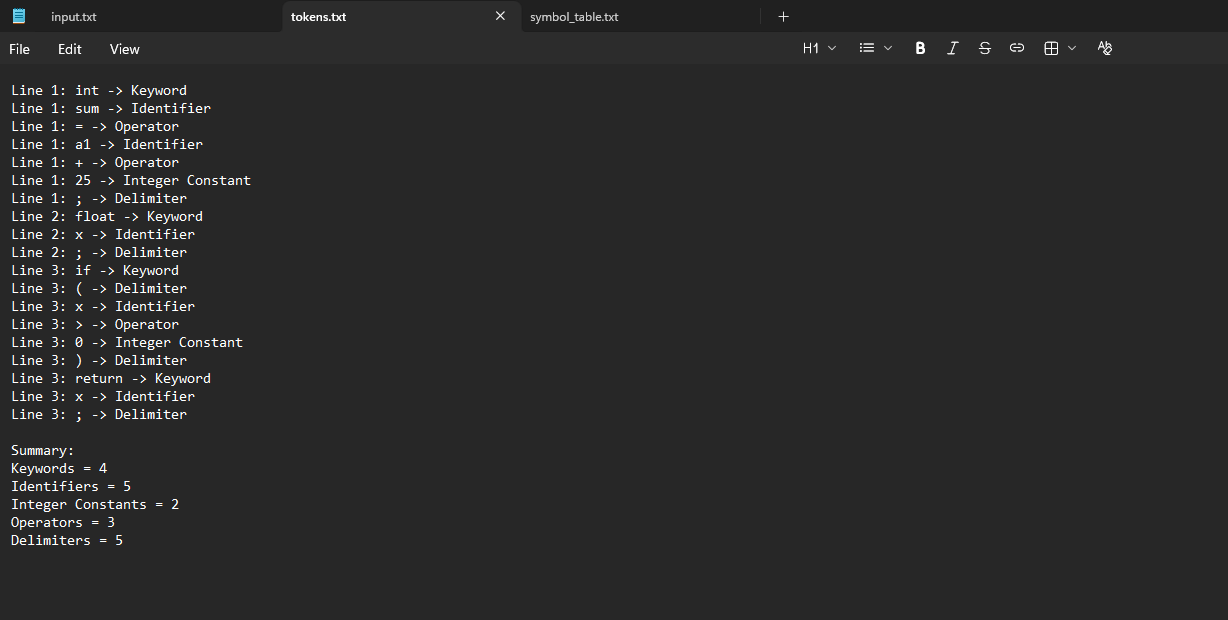 input.txt tokens.txt symbol_table.txt
File Edit View H1 B I S
Line 1: int -> Keyword
Line 1: sum -> Identifier
Line 1: = -> Operator
Line 1: a1 -> Identifier
Line 1: + -> Operator
Line 1: 25 -> Integer Constant
Line 1: ; -> Delimiter
Line 2: float -> Keyword
Line 2: x -> Identifier
Line 2: ; -> Delimiter
Line 3: if -> Keyword
Line 3: ( -> Delimiter
Line 3: x -> Identifier
Line 3: > -> Operator
Line 3: 0 -> Integer Constant
Line 3: ) -> Delimiter
Line 3: return -> Keyword
Line 3: x -> Identifier
Line 3: ; -> Delimiter
Summary:
Keywords = 4
Identifiers = 5
Integer Constants = 2
Operators = 3
Delimiters = 5